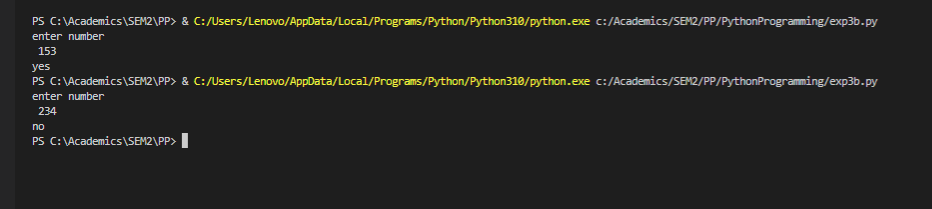 PS C:\Academics\SEM2\PP> & C:/Users/Lenovo/AppData/Local/Programs/Python/Python310/python.exe c:/Academics/SEM2/PP/PythonProgramming/exp3b.py
enter number
 153
yes
PS C:\Academics\SEM2\PP> & C:/Users/Lenovo/AppData/Local/Programs/Python/Python310/python.exe c:/Academics/SEM2/PP/PythonProgramming/exp3b.py
enter number
 234
no
PS C:\Academics\SEM2\PP>